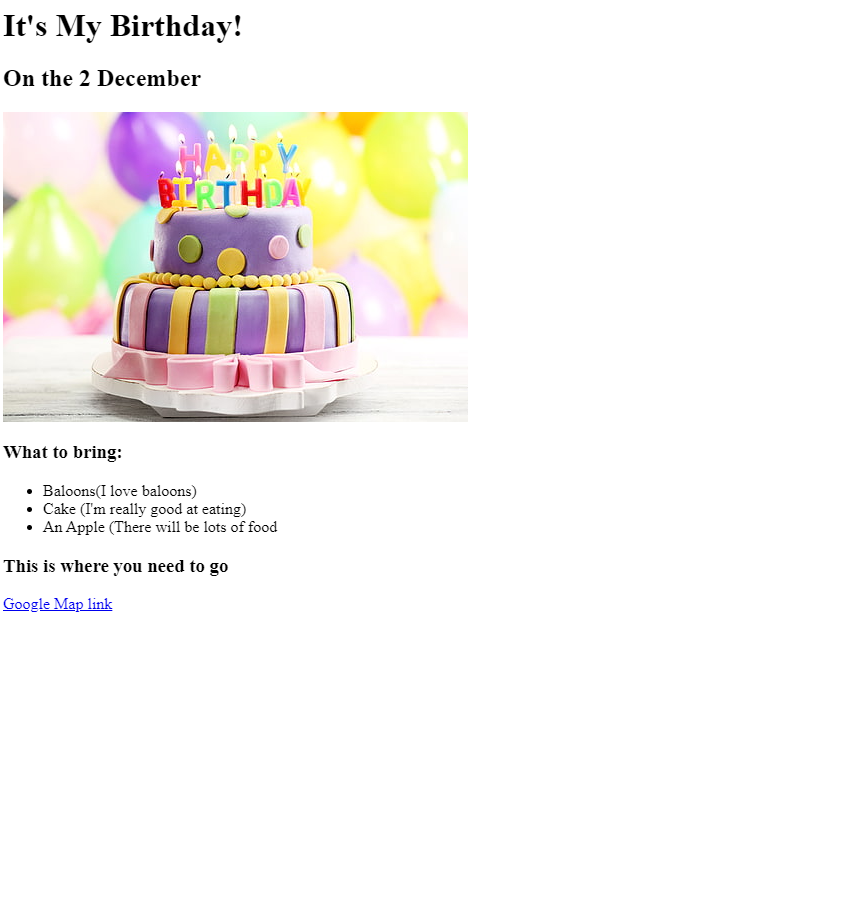 It's My Birthday!
On the 2 December
HAPPY
BIRTHDAY
What to bring:
Baloons(I love baloons)
Cake (I'm really good at eating)
An Apple (There will be lots of food
This is where you need to go
Google Map link